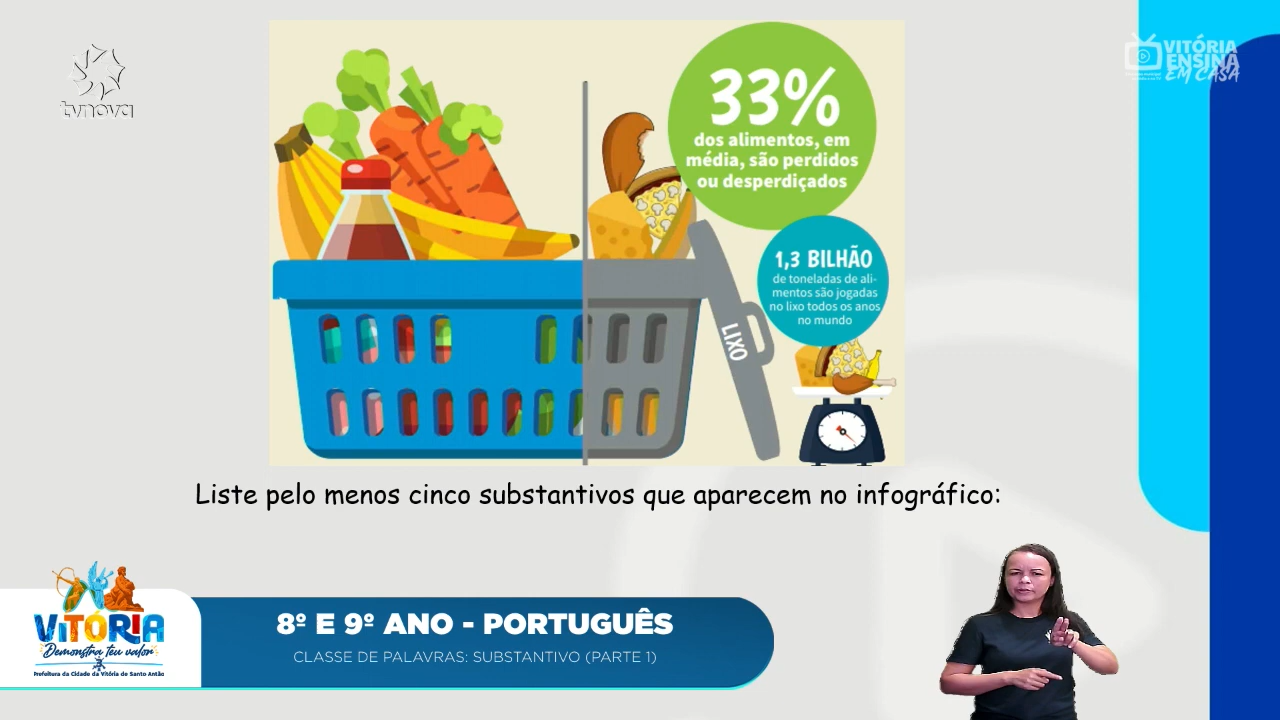 tvnova
VITÓRIA
ENSINA
EM CASA
33%
dos alimentos, em
média, são perdidos
ou desperdiçados
1,3 BILHÃO
de toneladas de ali-
mentos são jogadas
no lixo todos os anos
no mundo
LIXO
Liste pelo menos cinco substantivos que aparecem no infográfico:
VITÓRIA
Demonstra teu valor
Prefeitura da Cidade da Vitória de Santo Antão
8º E 9º ANO - PORTUGUÊS
CLASSE DE PALAVRAS: SUBSTANTIVO (PARTE 1)